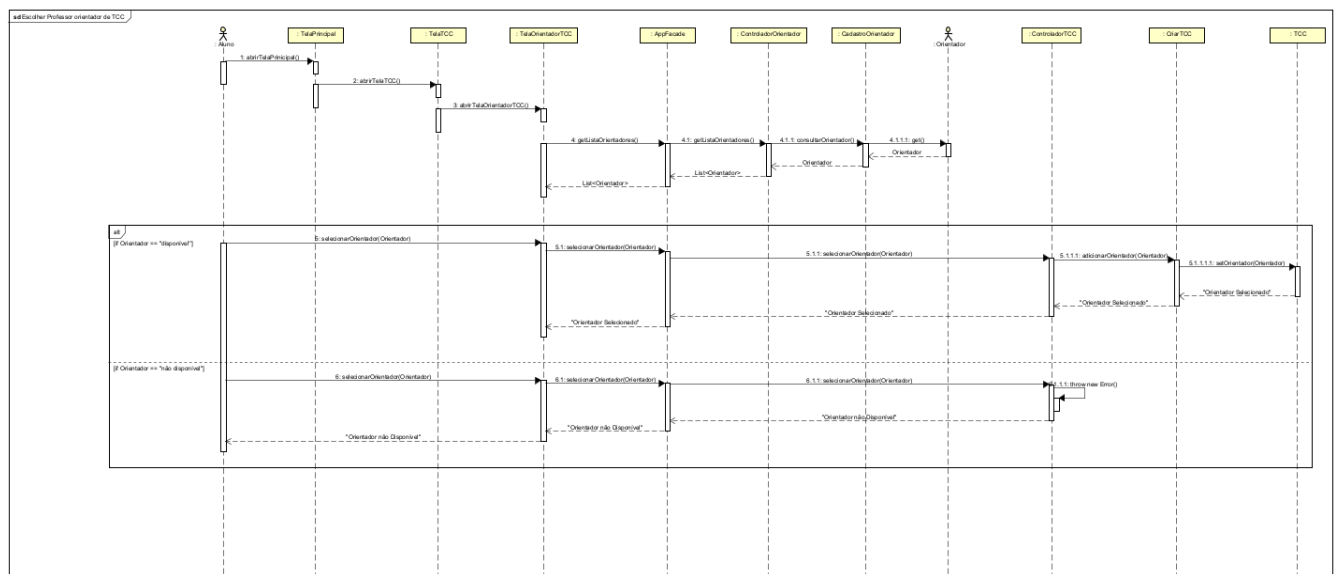 sd Escolher Professor orientador de TCC
: Aluno
: TelaPrincipal
: TelaTCC
: TelaOrientadorTCC
: AppFacade
: ControladorOrientador
: CadastroOrientador
: Orientador
: ControladorTCC
: CriarTCC
: TCC
1: abrirTelaPrinicipal()
2: abrirTelaTCC()
3: abrirTelaOrientadorTCC()
4: getListaOrientadores()
4.1: getListaOrientadores()
4.1.1: consultarOrientador()
4.1.1.1: get()
Orientador
Orientador
List<Orientador>
List<Orientador>
alt
[if Orientador == "disponível"]
5: selecionarOrientador(Orientador)
5.1: selecionarOrientador(Orientador)
5.1.1: selecionarOrientador(Orientador)
5.1.1.1: adicionarOrientador(Orientador)
5.1.1.1.1: setOrientador(Orientador)
"Orientador Selecionado"
"Orientador Selecionado"
"Orientador Selecionado"
"Orientador Selecionado"
[if Orientador == "não disponível"]
6: selecionarOrientador(Orientador)
6.1: selecionarOrientador(Orientador)
6.1.1: selecionarOrientador(Orientador)
.1.1.1: throw new Error()
"Orientador não Disponível"
"Orientador não Disponível"
"Orientador não Disponível"